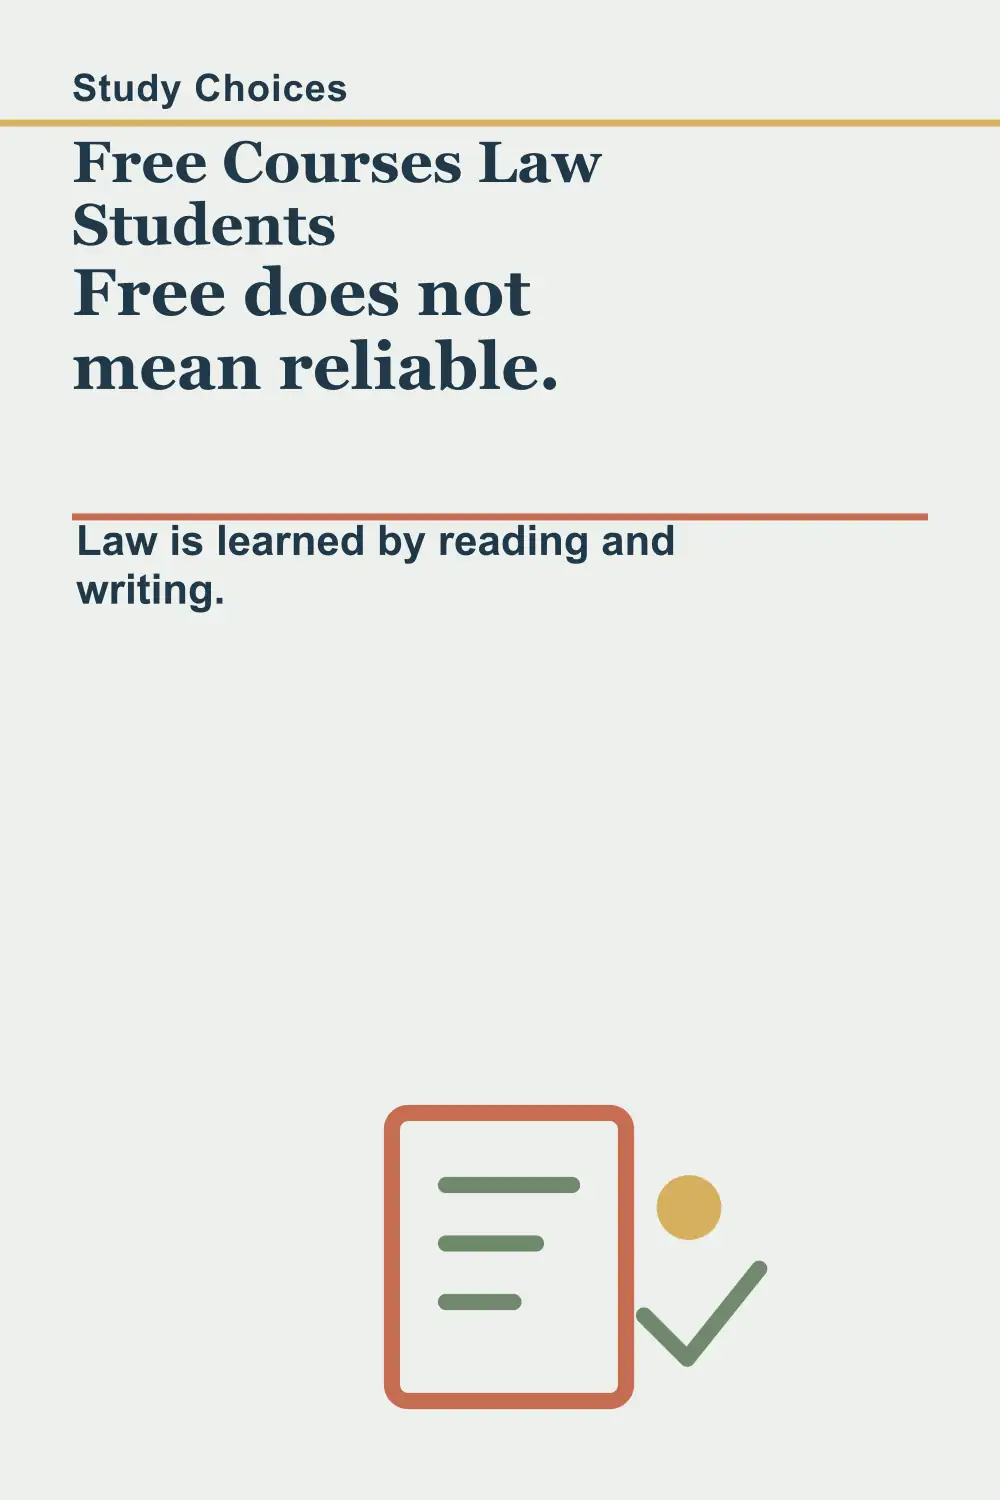 Study Choices
Free Courses Law
Students
Free does not
mean reliable.
Law is learned by reading and
writing.